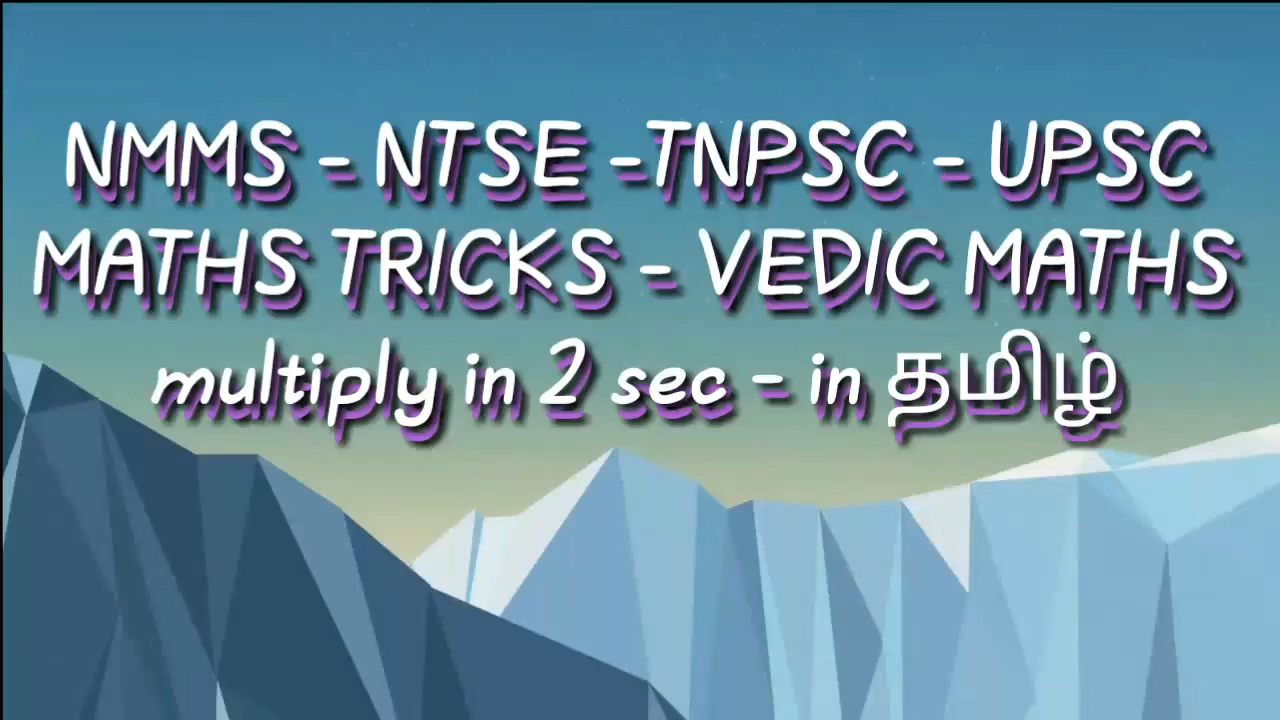 NMMS - NTSE -TNPSC - UPSC
MATHS TRICKS - VEDIC MATHS
multiply in 2 sec - in தமிழ்